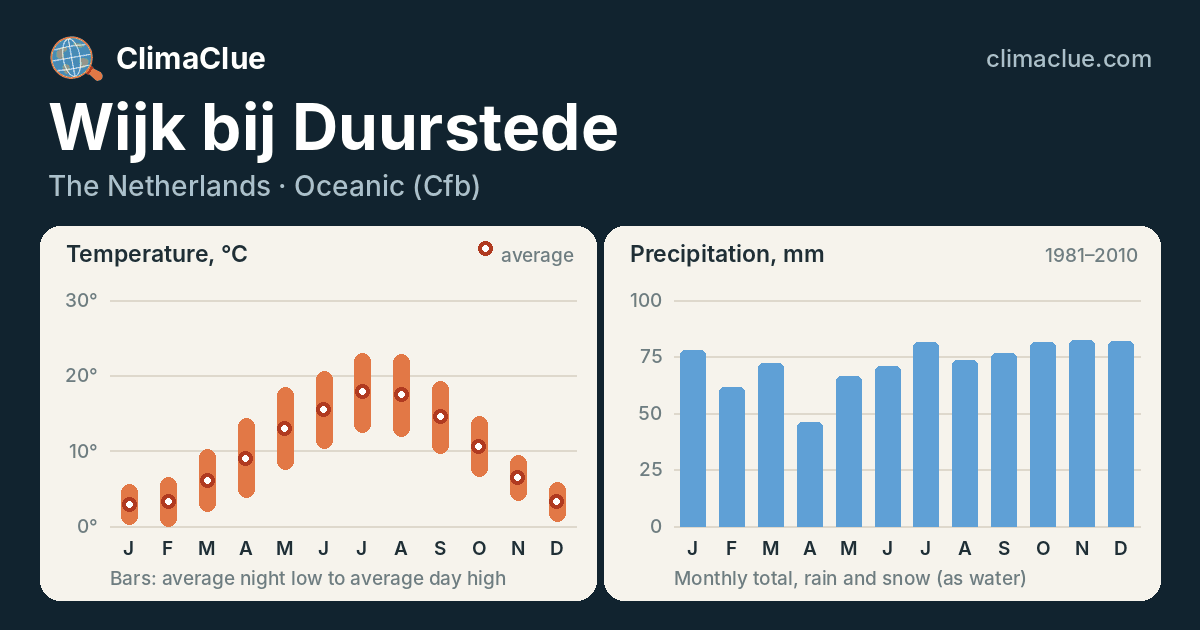 ClimaClue
climaclue.com
Wijk bij Duurstede
The Netherlands · Oceanic (Cfb)
Temperature, °C
average
30°
20°
10°
0°
J F M A M J J A S O N D
Bars: average night low to average day high
Precipitation, mm
1981–2010
100
75
50
25
0
J F M A M J J A S O N D
Monthly total, rain and snow (as water)